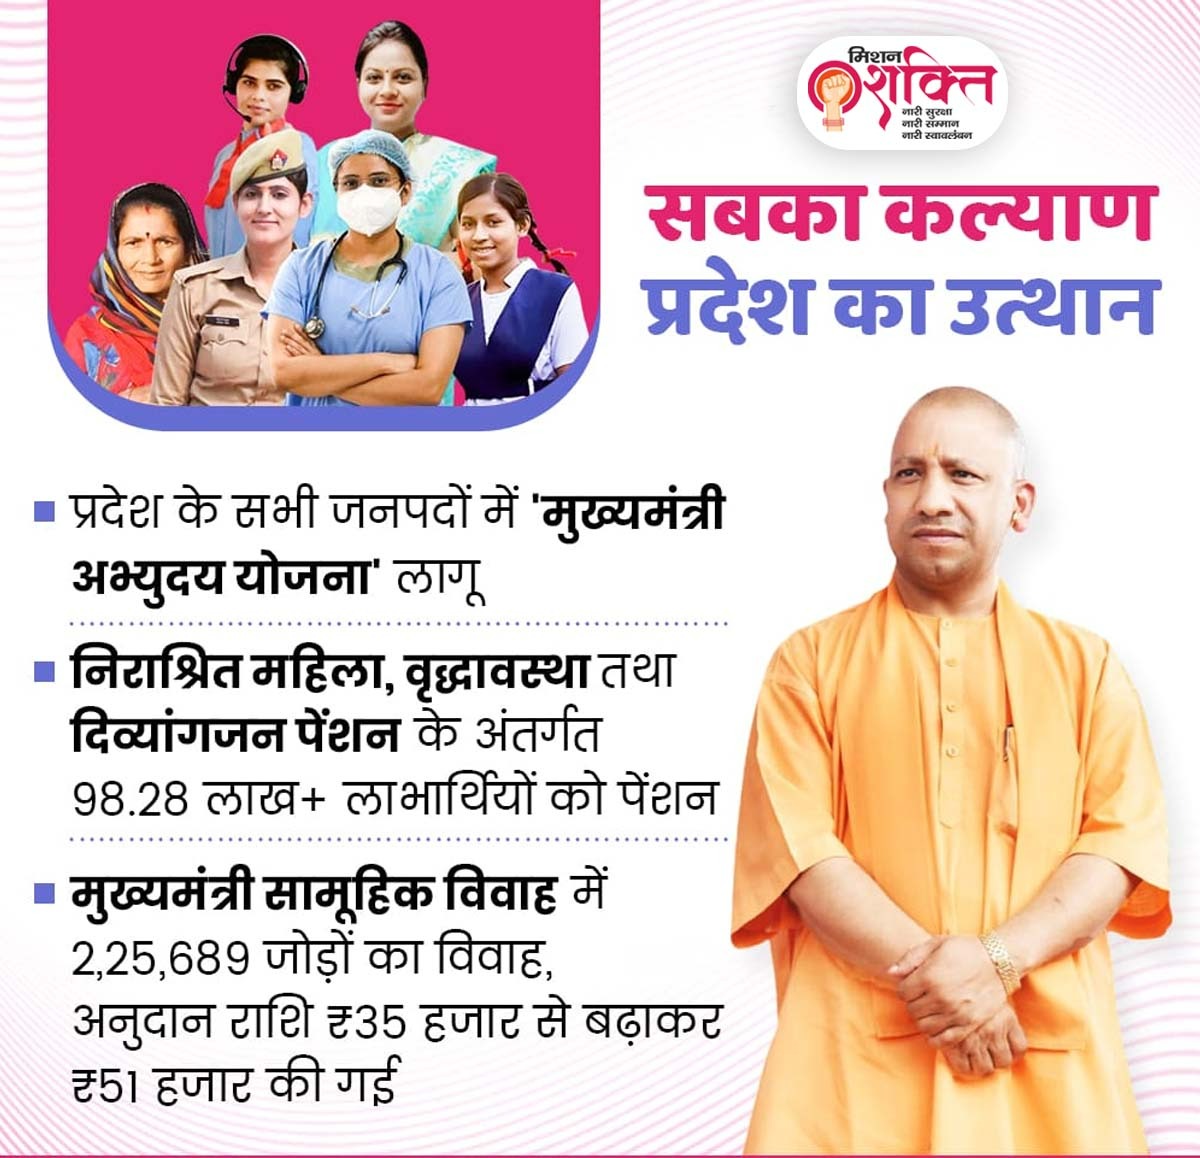 मिशन
शक्ति
नारी सुरक्षा
नारी सम्मान
नारी स्वावलंबन
सबका कल्याण
प्रदेश का उत्थान
प्रदेश के सभी जनपदों में 'मुख्यमंत्री
अभ्युदय योजना' लागू
निराश्रित महिला, वृद्धावस्था तथा
दिव्यांगजन पेंशन के अंतर्गत
98.28 लाख+ लाभार्थियों को पेंशन
मुख्यमंत्री सामूहिक विवाह में
2,25,689 जोड़ों का विवाह,
अनुदान राशि ₹35 हजार से बढ़ाकर
₹51 हजार की गई